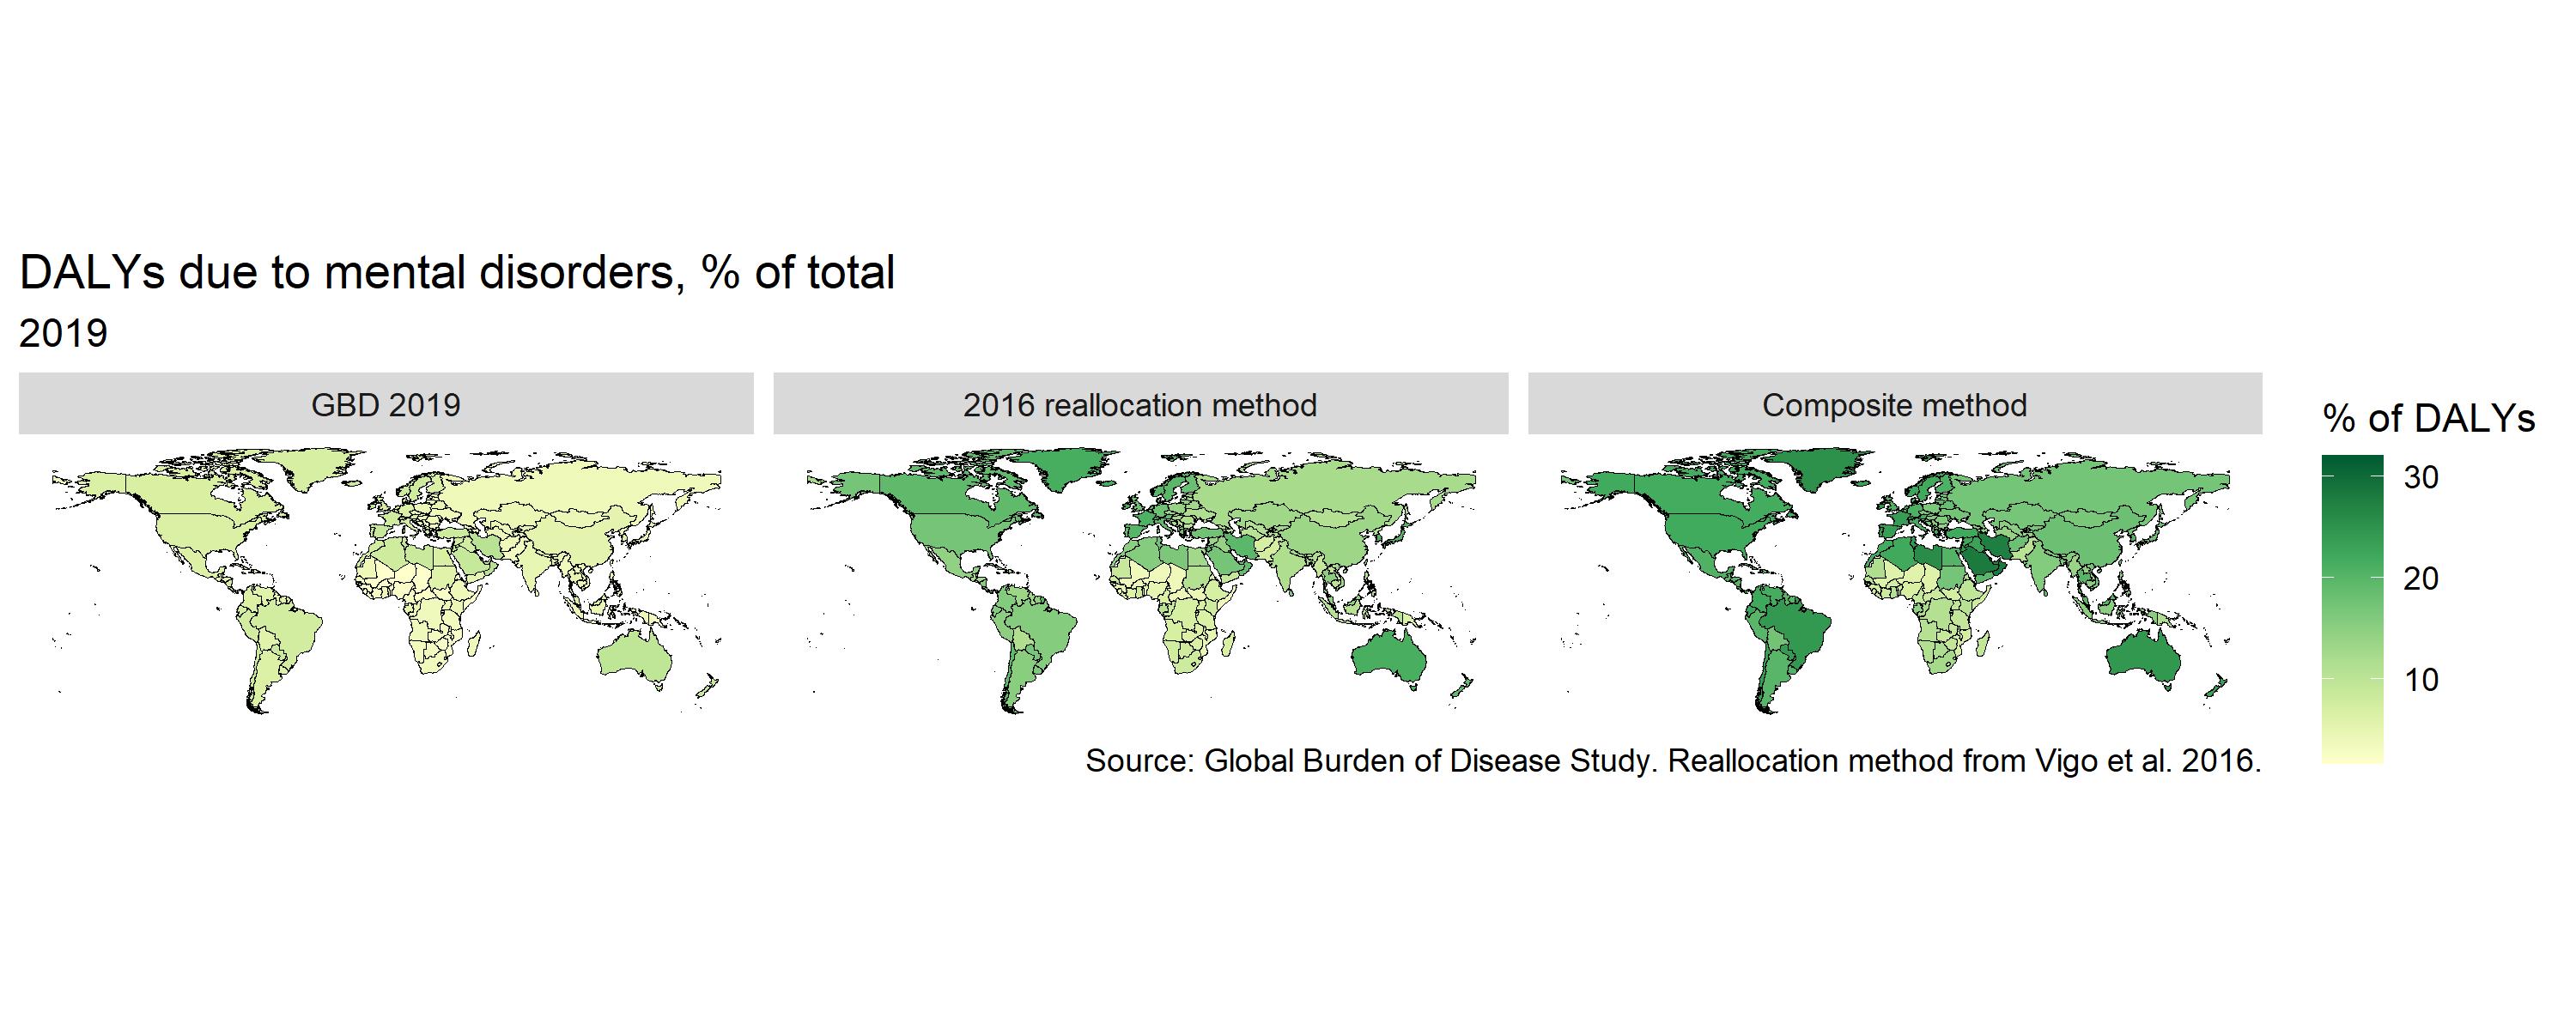 DALYs due to mental disorders, % of total
2019
GBD 2019
2016 reallocation method
Composite method
% of DALYs
30
20
10
Source: Global Burden of Disease Study. Reallocation method from Vigo et al. 2016.